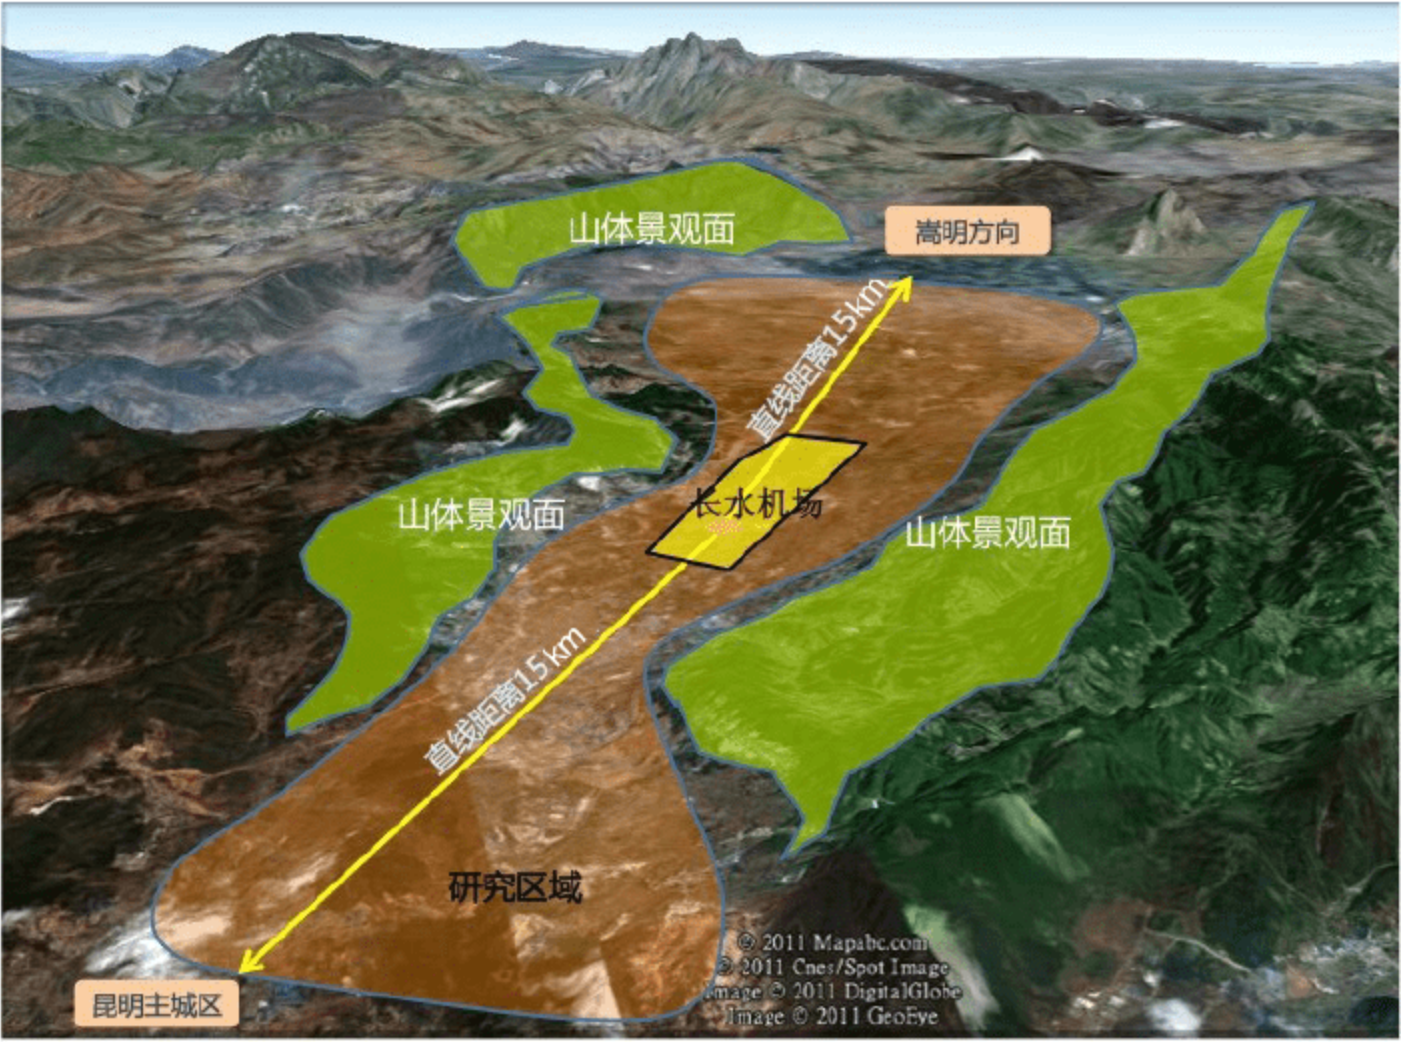 山体景观面
嵩明方向
直线距离15km
长水机场
山体景观面
山体景观面
直线距离15km
研究区域
昆明主城区
© 2011 Mapabc.com
© 2011 Cnes/Spot Image
Image © 2011 DigitalGlobe
Image © 2011 GeoEye